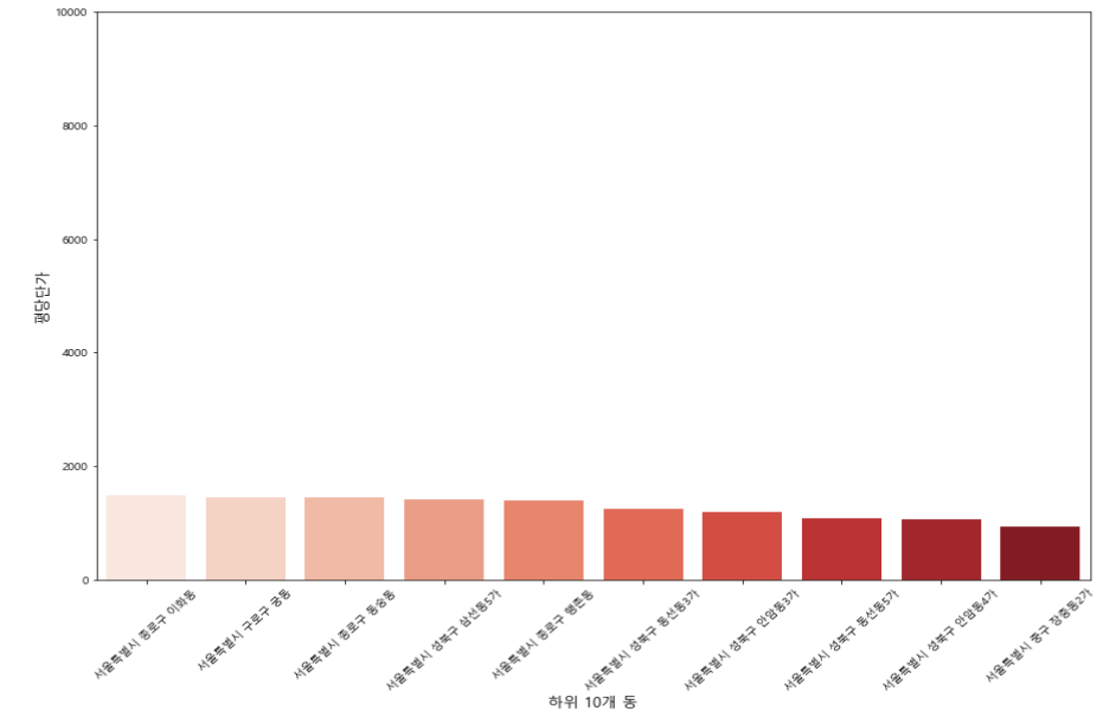 10000
8000
6000
4000
2000
0
평당단가
서울특별시 종로구 이화동
서울특별시 구로구 궁동
서울특별시 종로구 동숭동
서울특별시 성북구 삼선동5가
서울특별시 종로구 행촌동
서울특별시 성북구 동선동3가
서울특별시 성북구 안암동3가
서울특별시 성북구 동선동5가
서울특별시 성북구 안암동4가
서울특별시 중구 장충동2가
하위 10개 동